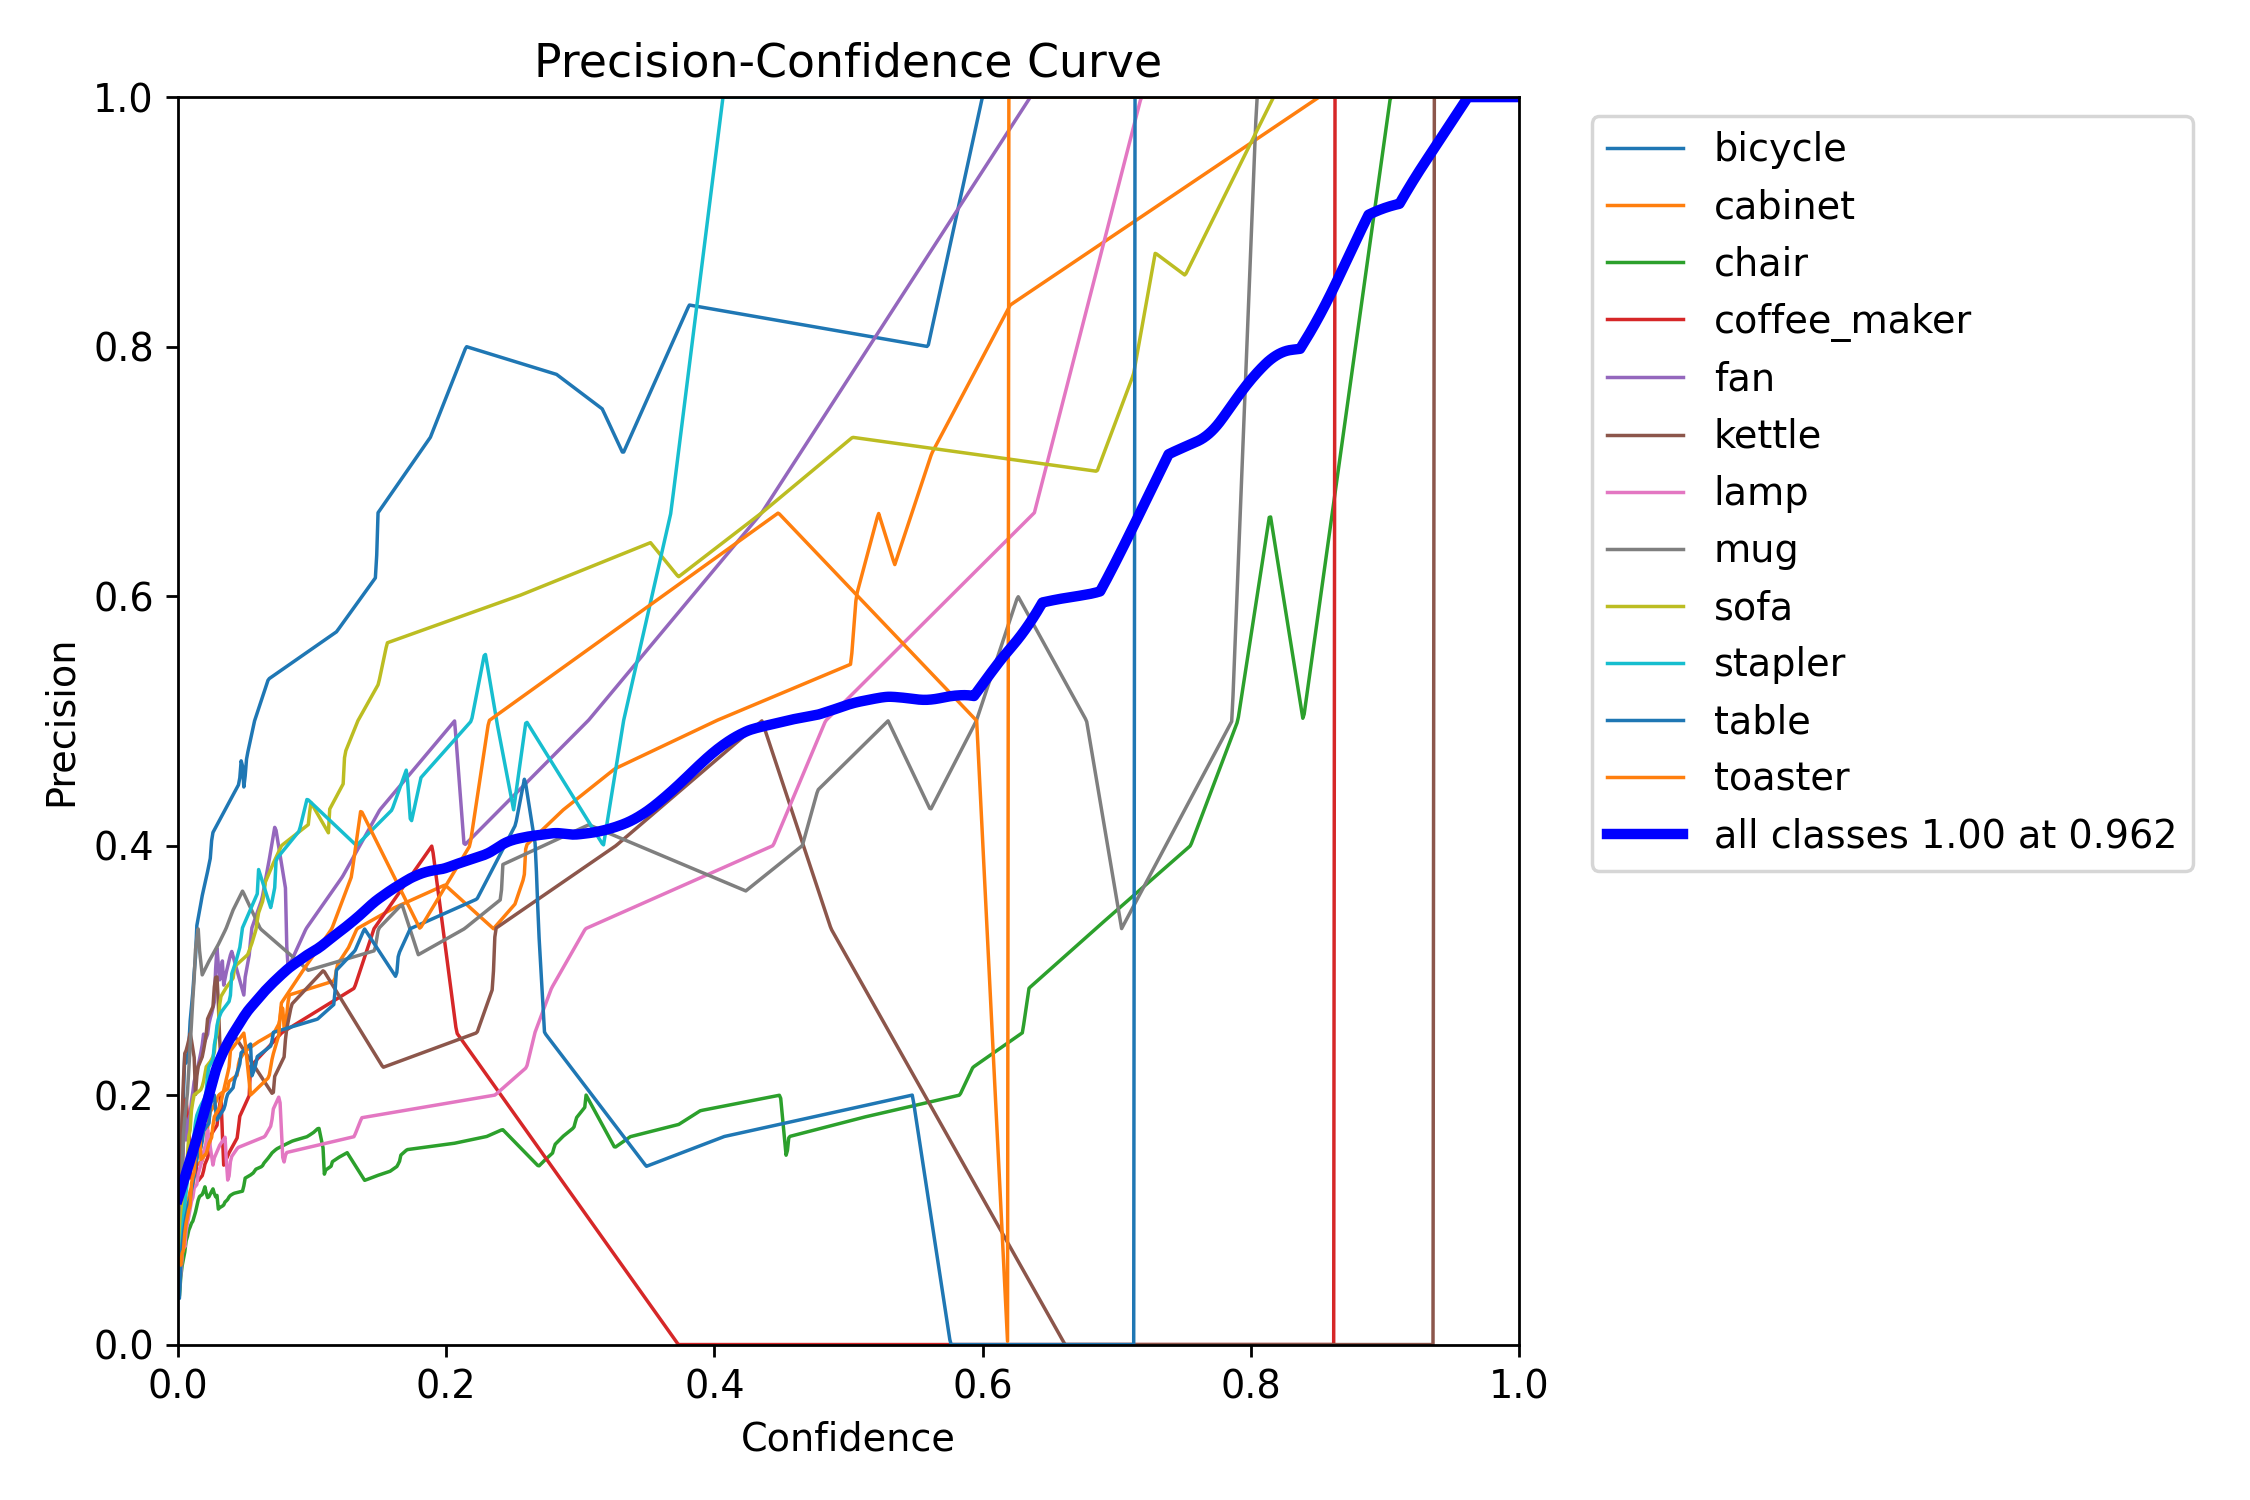 Precision-Confidence Curve
1.0
0.8
0.6
0.4
0.2
0.0
Precision
0.0 0.2 0.4 0.6 0.8 1.0
Confidence
bicycle
cabinet
chair
coffee_maker
fan
kettle
lamp
mug
sofa
stapler
table
toaster
all classes 1.00 at 0.962